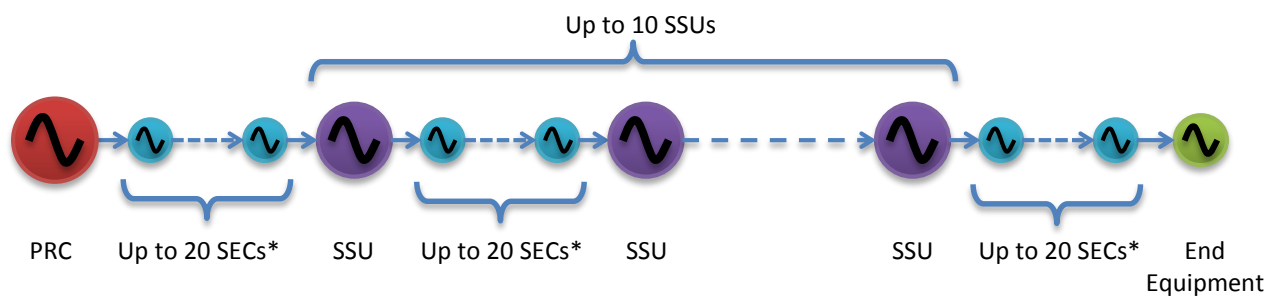 Up to 10 SSUs
PRC
Up to 20 SECs*
SSU
Up to 20 SECs*
SSU
SSU
Up to 20 SECs*
End
Equipment